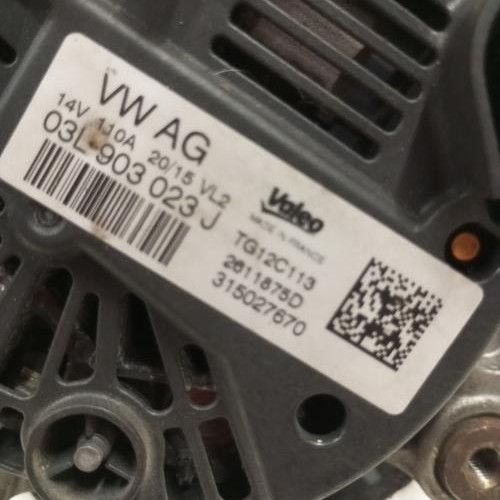 VW AG
14V 110A 20/15 VL2
03L 903 023 J
Valeo
MADE IN FRANCE
TG12C113
2611875D
315027670